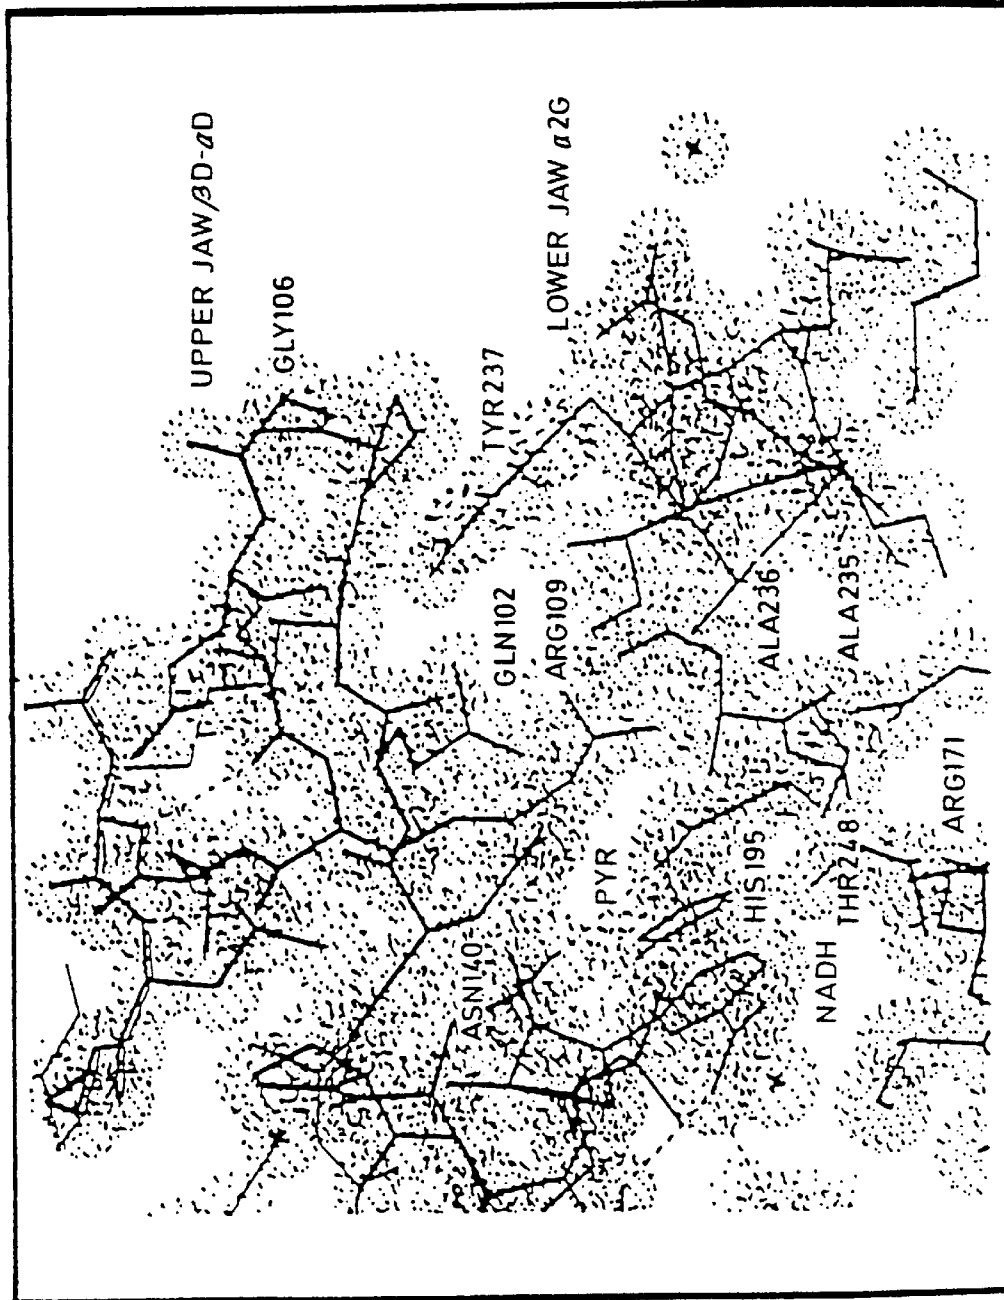 UPPER JAW/βD-αD
GLY106
TYR237
LOWER JAW α2G
GLN102
ARG109
ASN140
PYR
ALA236
HIS195
ALA235
NADH
THR248
ARG171